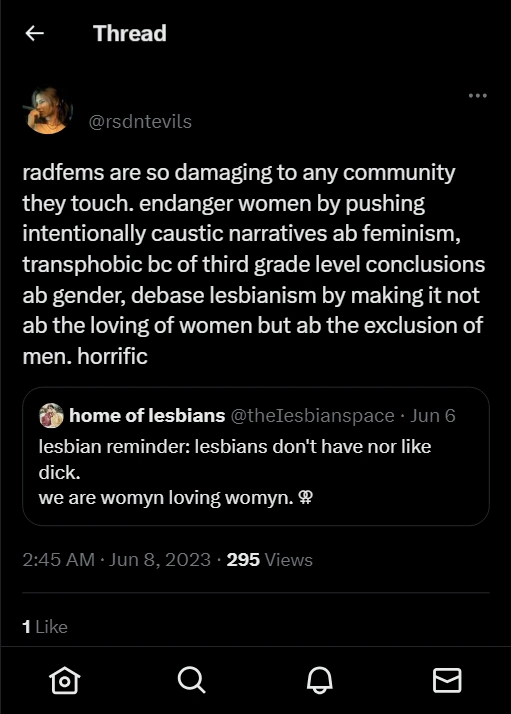 Thread
@rsdntevils
radfems are so damaging to any community
they touch. endanger women by pushing
intentionally caustic narratives ab feminism,
transphobic bc of third grade level conclusions
ab gender, debase lesbianism by making it not
ab the loving of women but ab the exclusion of
men. horrific
home of lesbians @theIesbianspace · Jun 6
lesbian reminder: lesbians don't have nor like
dick.
we are womyn loving womyn. ⚢
2:45 AM · Jun 8, 2023 · 295 Views
1 Like